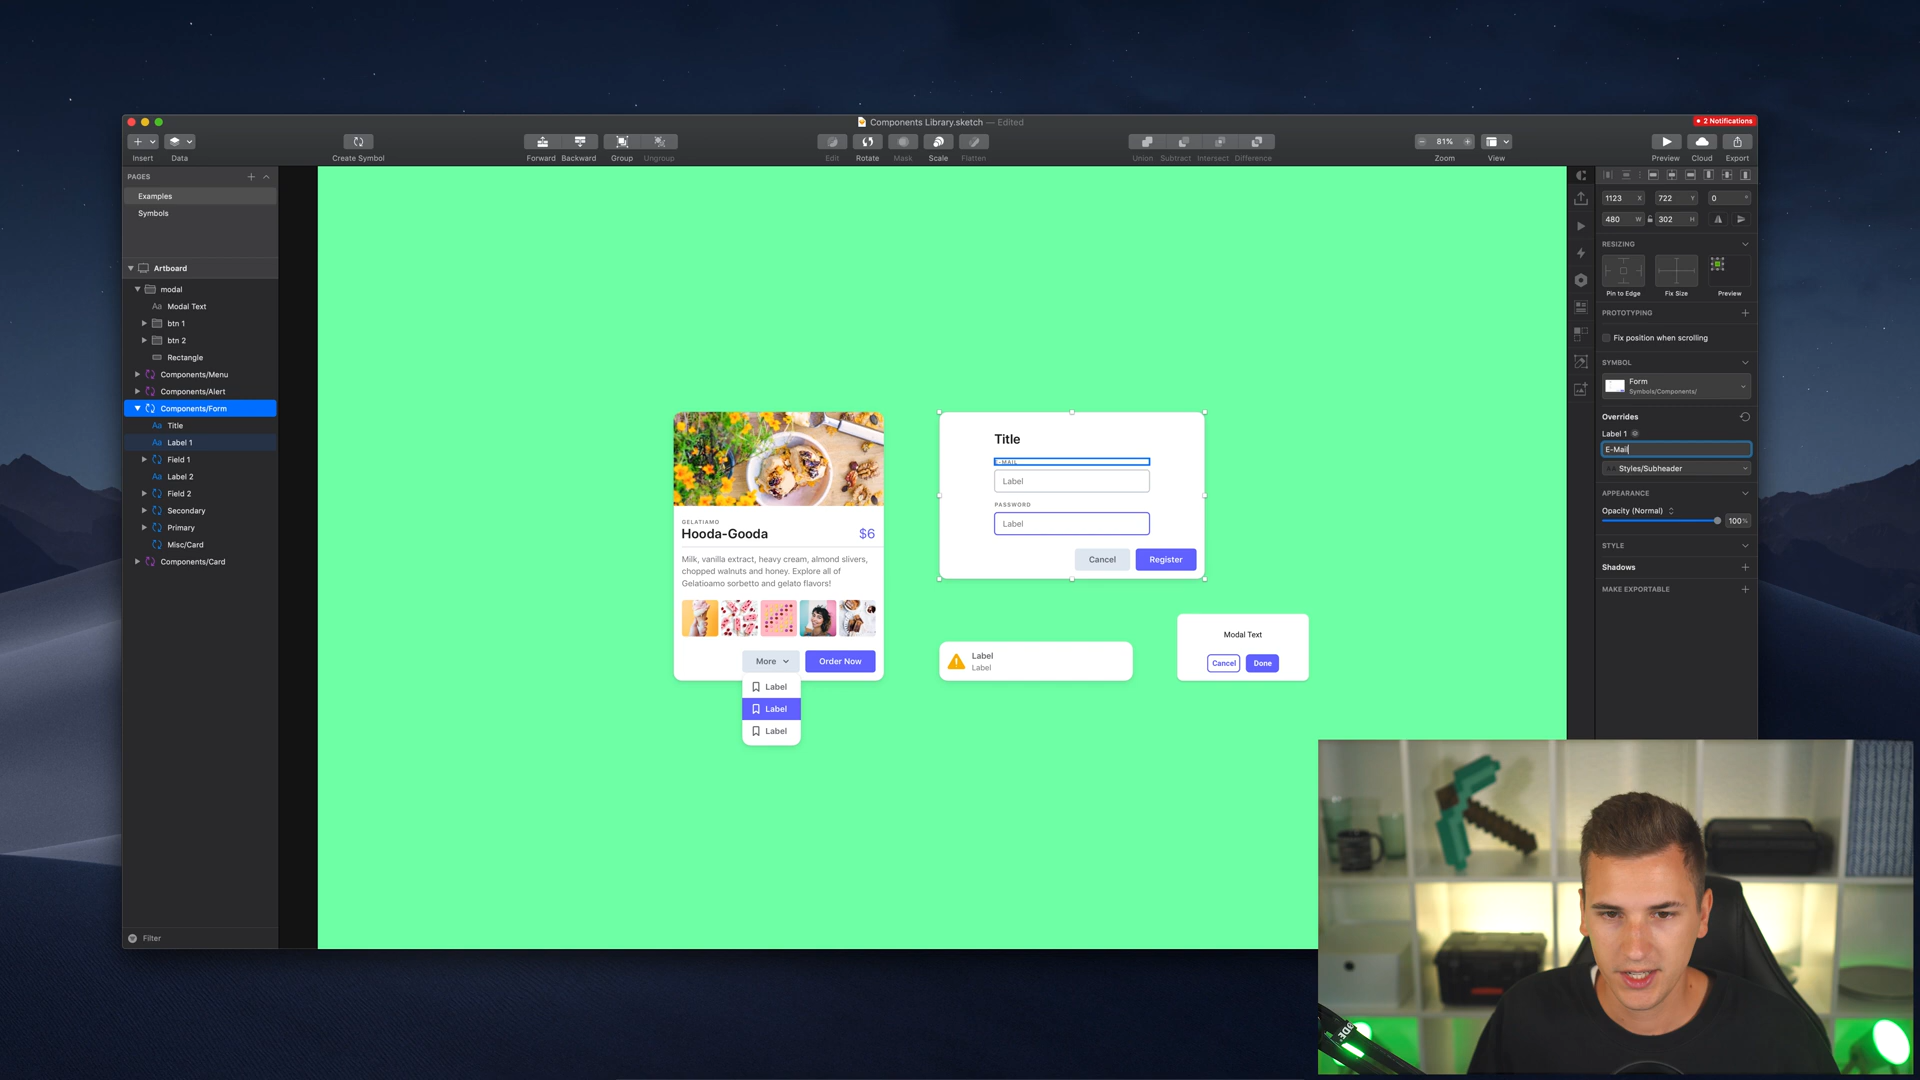 Components Library.sketch — Edited
2 Notifications
Insert
Data
Create Symbol
Forward
Backward
Group
Ungroup
Edit
Rotate
Mask
Scale
Flatten
Union
Subtract
Intersect
Difference
81%
Zoom
View
Preview
Cloud
Export
PAGES
Examples
Symbols
Artboard
modal
Aa Modal Text
btn 1
btn 2
Rectangle
Components/Menu
Components/Alert
Components/Form
Aa Title
Aa Label 1
Field 1
Aa Label 2
Field 2
Secondary
Primary
Misc/Card
Components/Card
Filter
GELATIAMO
Hooda-Gooda
$6
Milk, vanilla extract, heavy cream, almond slivers,
chopped walnuts and honey. Explore all of
Gelatioamo sorbetto and gelato flavors!
More
Order Now
Label
Label
Label
Title
E-MAIL
Label
PASSWORD
Label
Cancel
Register
Label
Label
Modal Text
Cancel
Done
1123 X
722 Y
0 °
480 W
302 H
RESIZING
Pin to Edge
Fix Size
Preview
PROTOTYPING
Fix position when scrolling
SYMBOL
Form
Symbols/Components/
Overrides
Label 1
E-Mail
Styles/Subheader
APPEARANCE
Opacity (Normal)
100%
STYLE
Shadows
MAKE EXPORTABLE